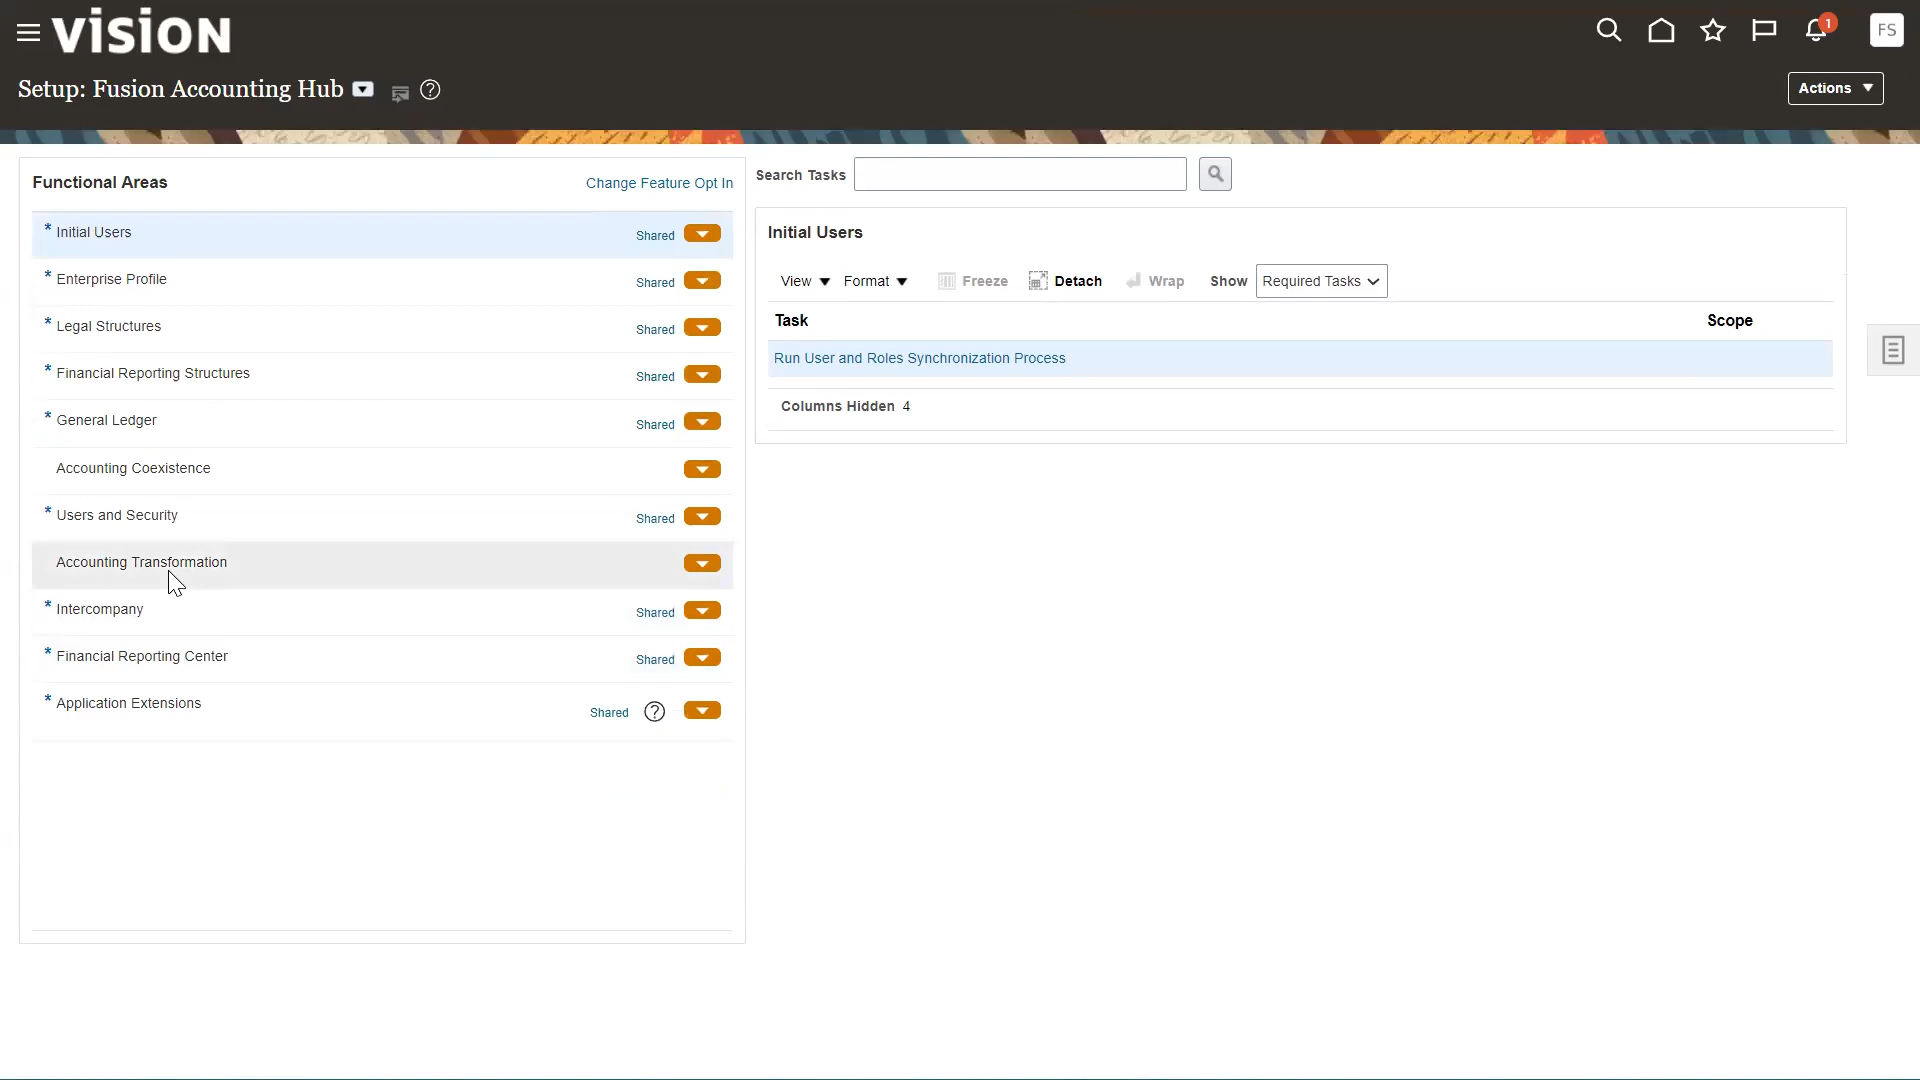 vision
1
FS
Setup: Fusion Accounting Hub
?
Actions
Functional Areas
Change Feature Opt In
* Initial Users
Shared
* Enterprise Profile
Shared
* Legal Structures
Shared
* Financial Reporting Structures
Shared
* General Ledger
Shared
Accounting Coexistence
* Users and Security
Shared
Accounting Transformation
* Intercompany
Shared
* Financial Reporting Center
Shared
* Application Extensions
Shared ?
Search Tasks
Initial Users
View Format Freeze Detach Wrap Show Required Tasks
Task Scope
Run User and Roles Synchronization Process
Columns Hidden 4